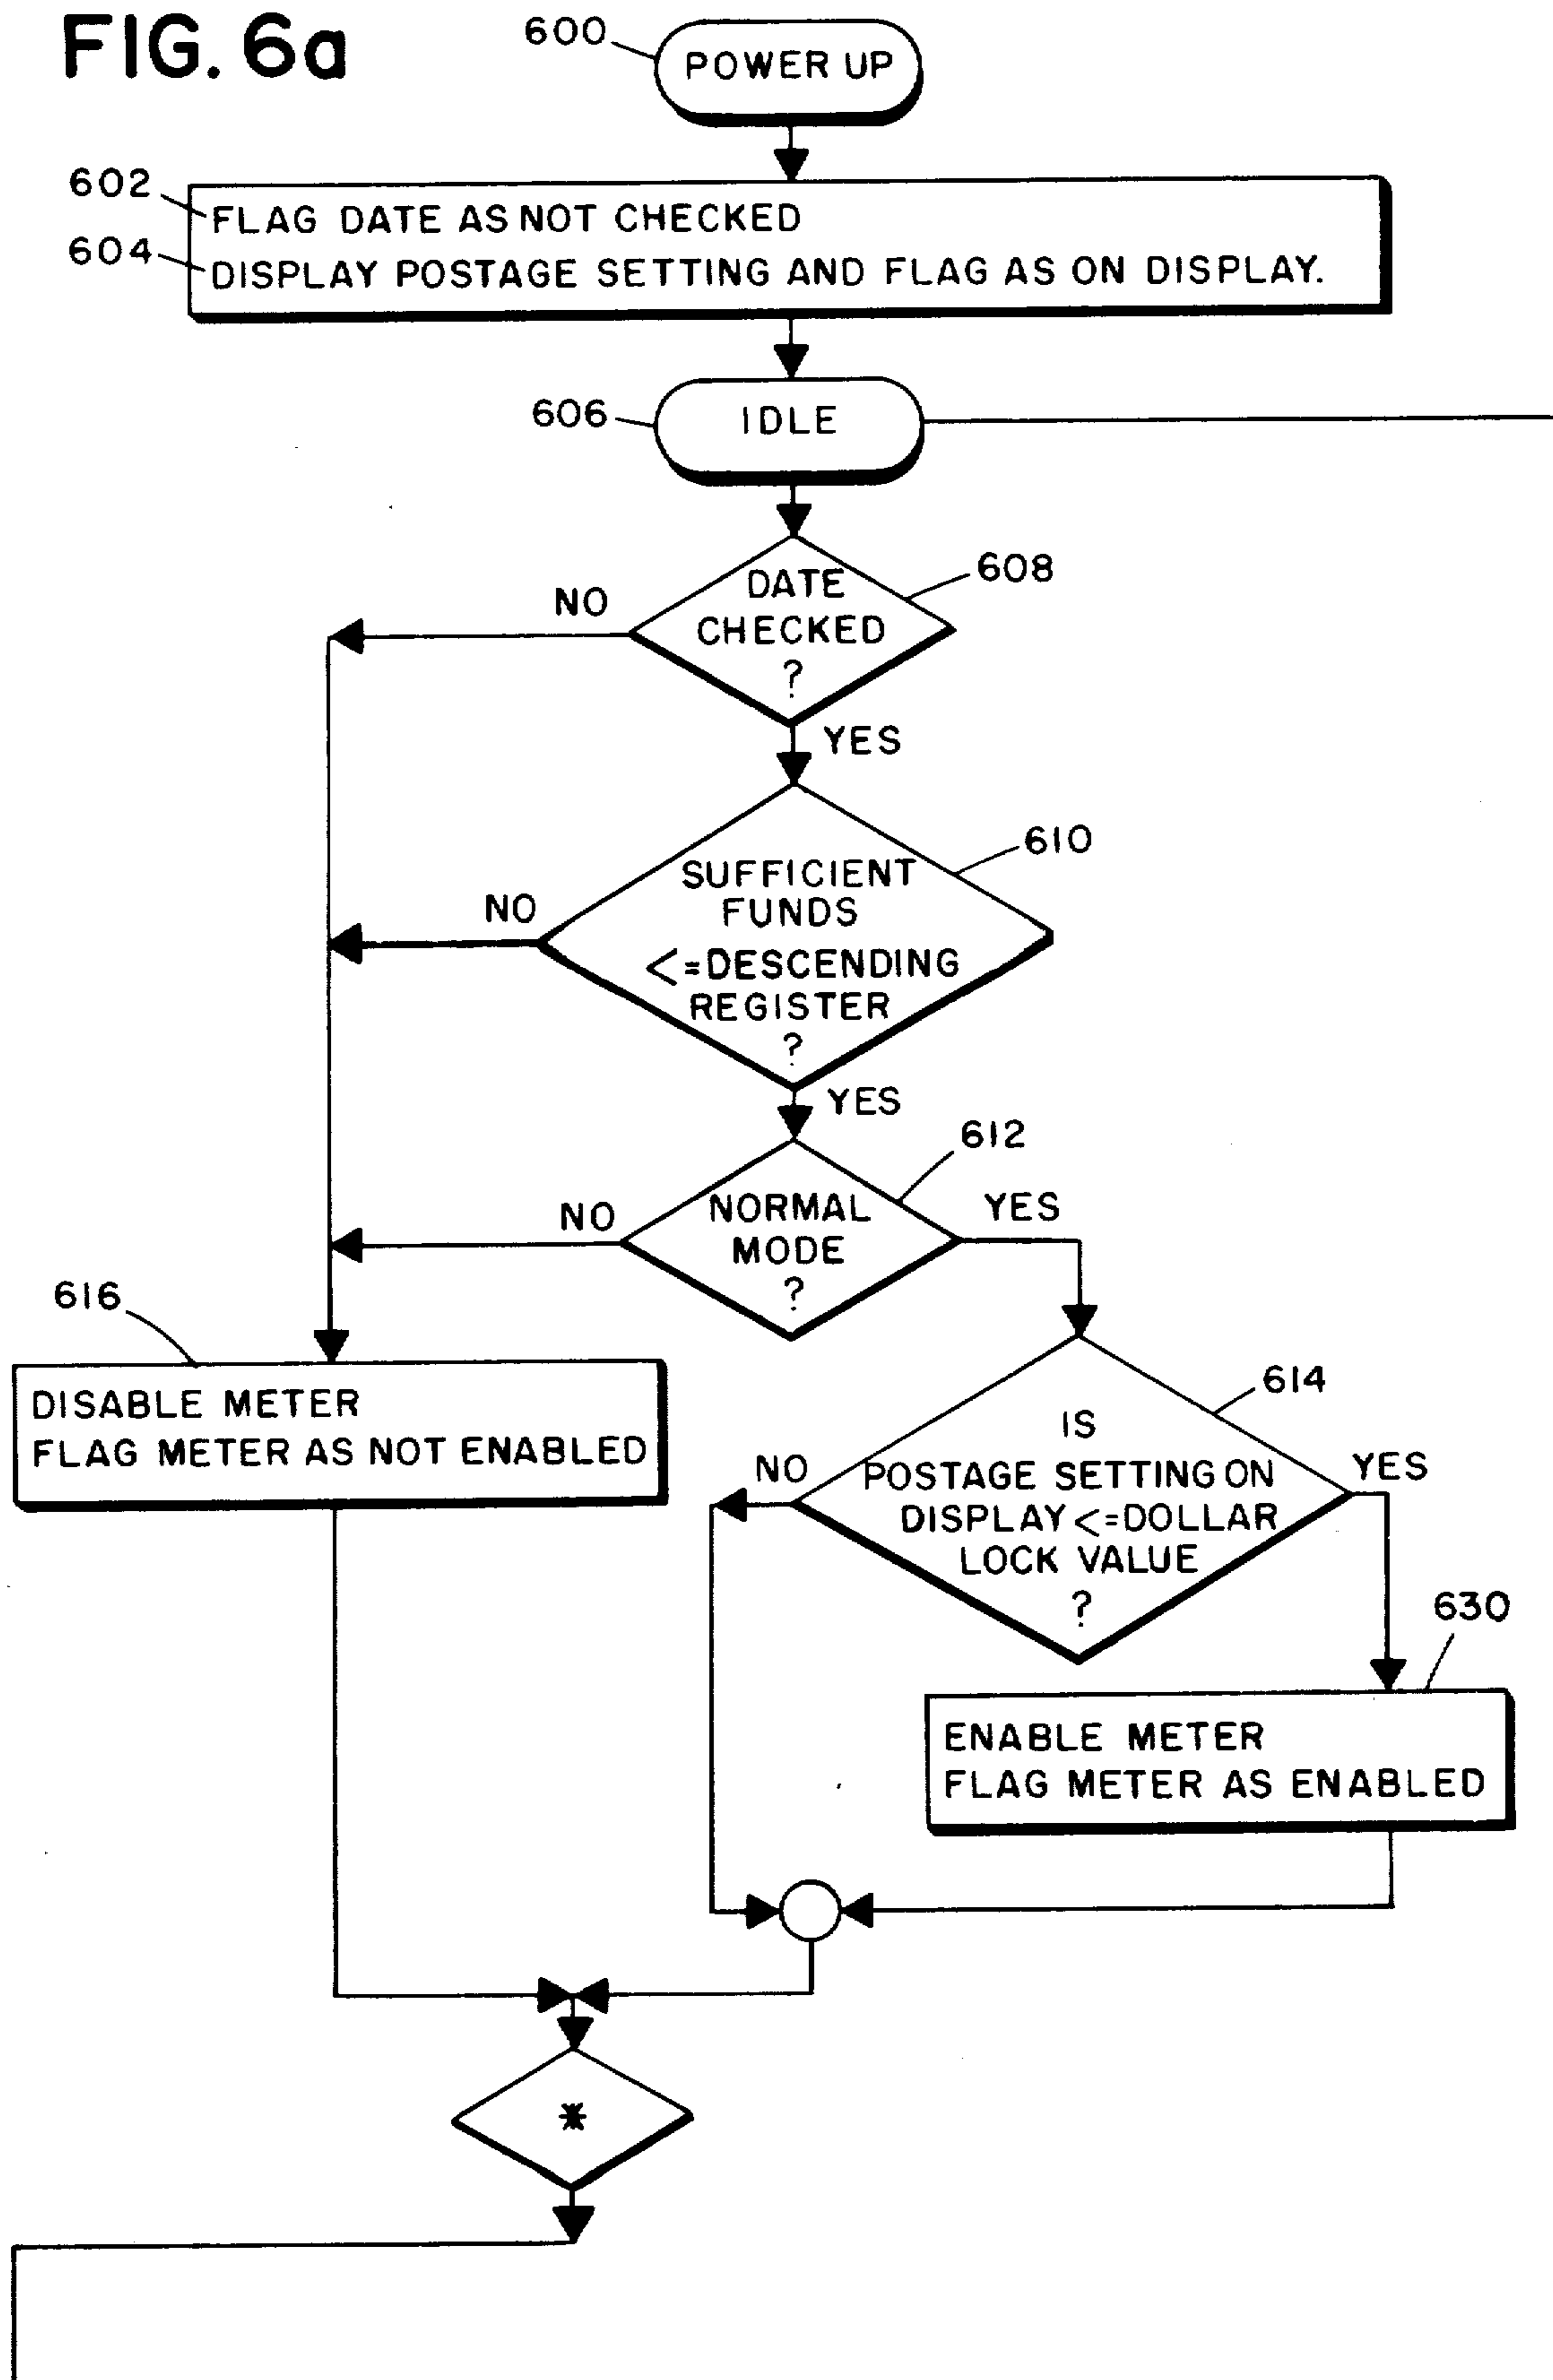 FIG. 6a
600
POWER UP
602
FLAG DATE AS NOT CHECKED
604
DISPLAY POSTAGE SETTING AND FLAG AS ON DISPLAY.
606
IDLE
608
DATE
CHECKED
?
NO
YES
610
SUFFICIENT
FUNDS
<=DESCENDING
REGISTER
?
NO
YES
612
NORMAL
MODE
?
NO
YES
616
DISABLE METER
FLAG METER AS NOT ENABLED
614
IS
POSTAGE SETTING ON
DISPLAY <=DOLLAR
LOCK VALUE
?
NO
YES
630
ENABLE METER
FLAG METER AS ENABLED
*